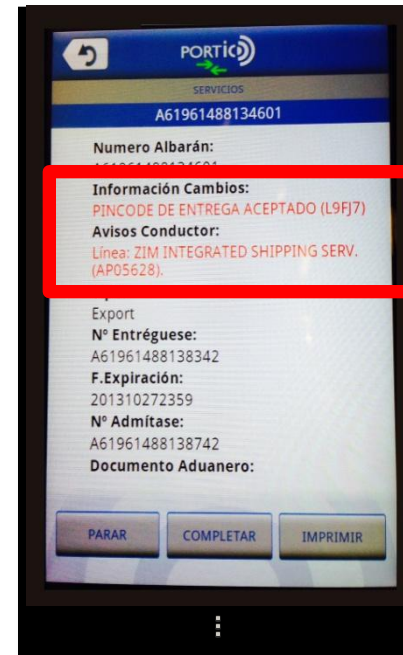 PORTIC
SERVICIOS
A61961488134601
Numero Albarán:
Información Cambios:
PINCODE DE ENTREGA ACEPTADO (L9FJ7)
Avisos Conductor:
Línea: ZIM INTEGRATED SHIPPING SERV.
(AP05628).
Export
Nº Entréguese:
A61961488138342
F.Expiración:
201310272359
Nº Admítase:
A61961488138742
Documento Aduanero:
PARAR COMPLETAR IMPRIMIR